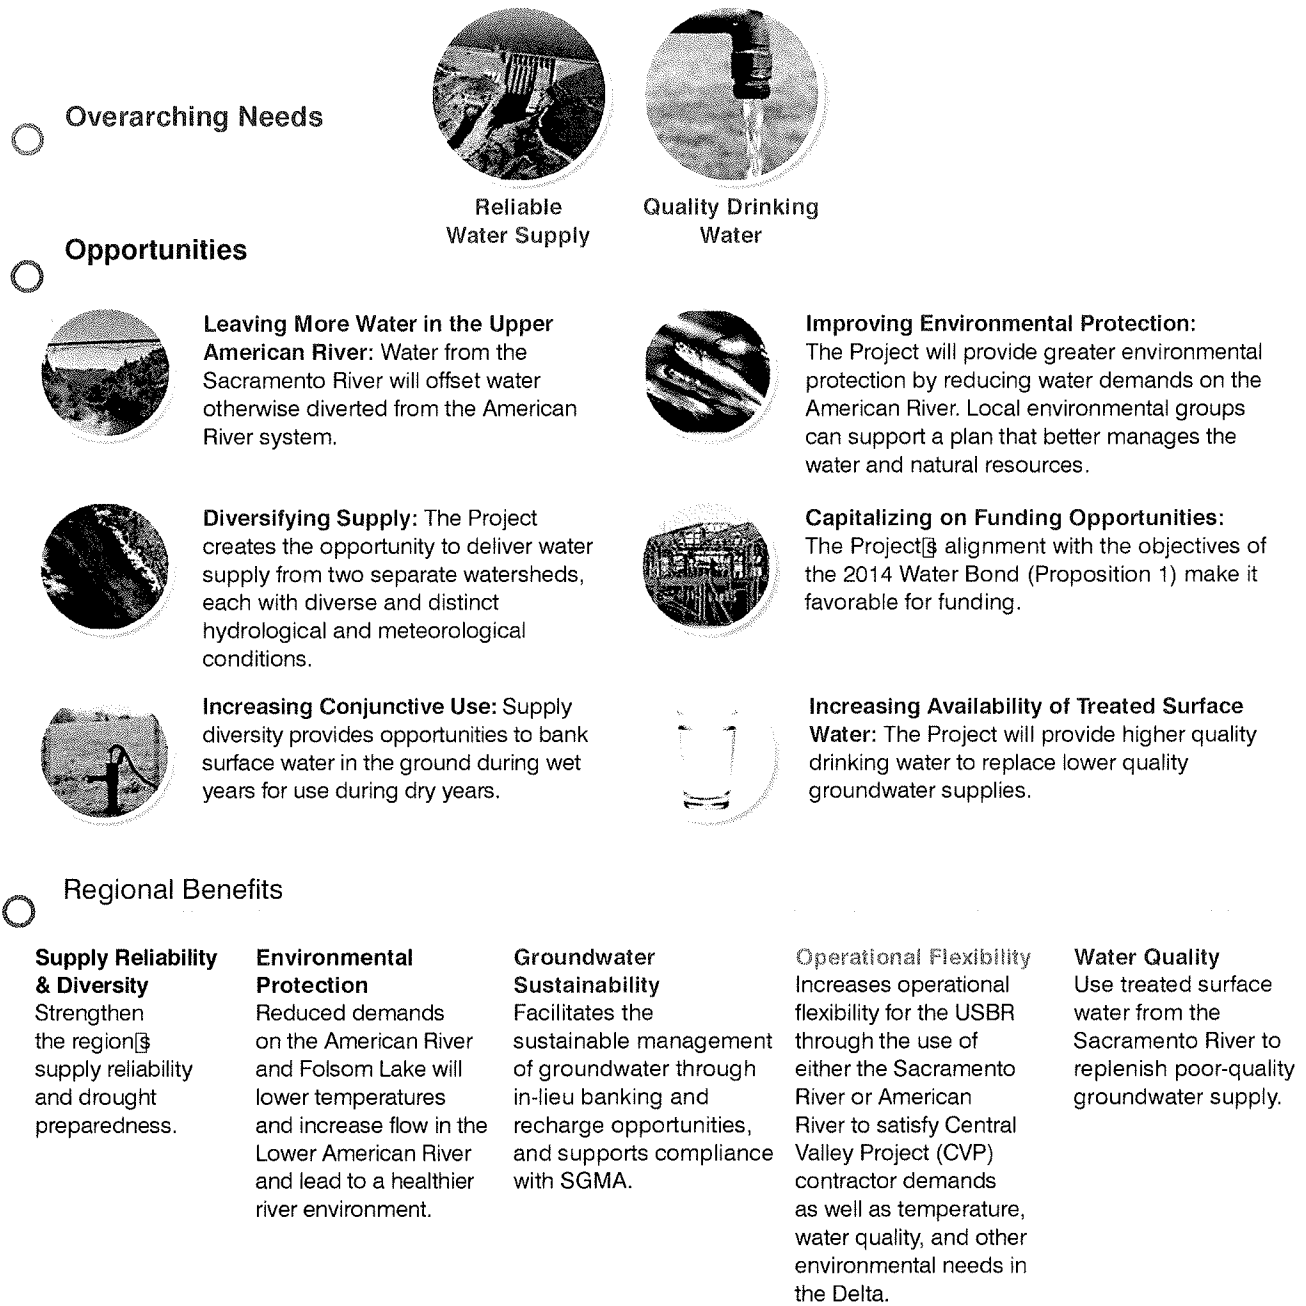 Overarching Needs
Reliable
Water Supply
Quality Drinking
Water
Opportunities
Leaving More Water in the Upper
American River: Water from the
Sacramento River will offset water
otherwise diverted from the American
River system.
Improving Environmental Protection:
The Project will provide greater environmental
protection by reducing water demands on the
American River. Local environmental groups
can support a plan that better manages the
water and natural resources.
Diversifying Supply: The Project
creates the opportunity to deliver water
supply from two separate watersheds,
each with diverse and distinct
hydrological and meteorological
conditions.
Capitalizing on Funding Opportunities:
The Projects alignment with the objectives of
the 2014 Water Bond (Proposition 1) make it
favorable for funding.
Increasing Conjunctive Use: Supply
diversity provides opportunities to bank
surface water in the ground during wet
years for use during dry years.
Increasing Availability of Treated Surface
Water: The Project will provide higher quality
drinking water to replace lower quality
groundwater supplies.
Regional Benefits
Supply Reliability
& Diversity
Strengthen
the regions
supply reliability
and drought
preparedness.
Environmental
Protection
Reduced demands
on the American River
and Folsom Lake will
lower temperatures
and increase flow in the
Lower American River
and lead to a healthier
river environment.
Groundwater
Sustainability
Facilitates the
sustainable management
of groundwater through
in-lieu banking and
recharge opportunities,
and supports compliance
with SGMA.
Operational Flexibility
Increases operational
flexibility for the USBR
through the use of
either the Sacramento
River or American
River to satisfy Central
Valley Project (CVP)
contractor demands
as well as temperature,
water quality, and other
environmental needs in
the Delta.
Water Quality
Use treated surface
water from the
Sacramento River to
replenish poor-quality
groundwater supply.